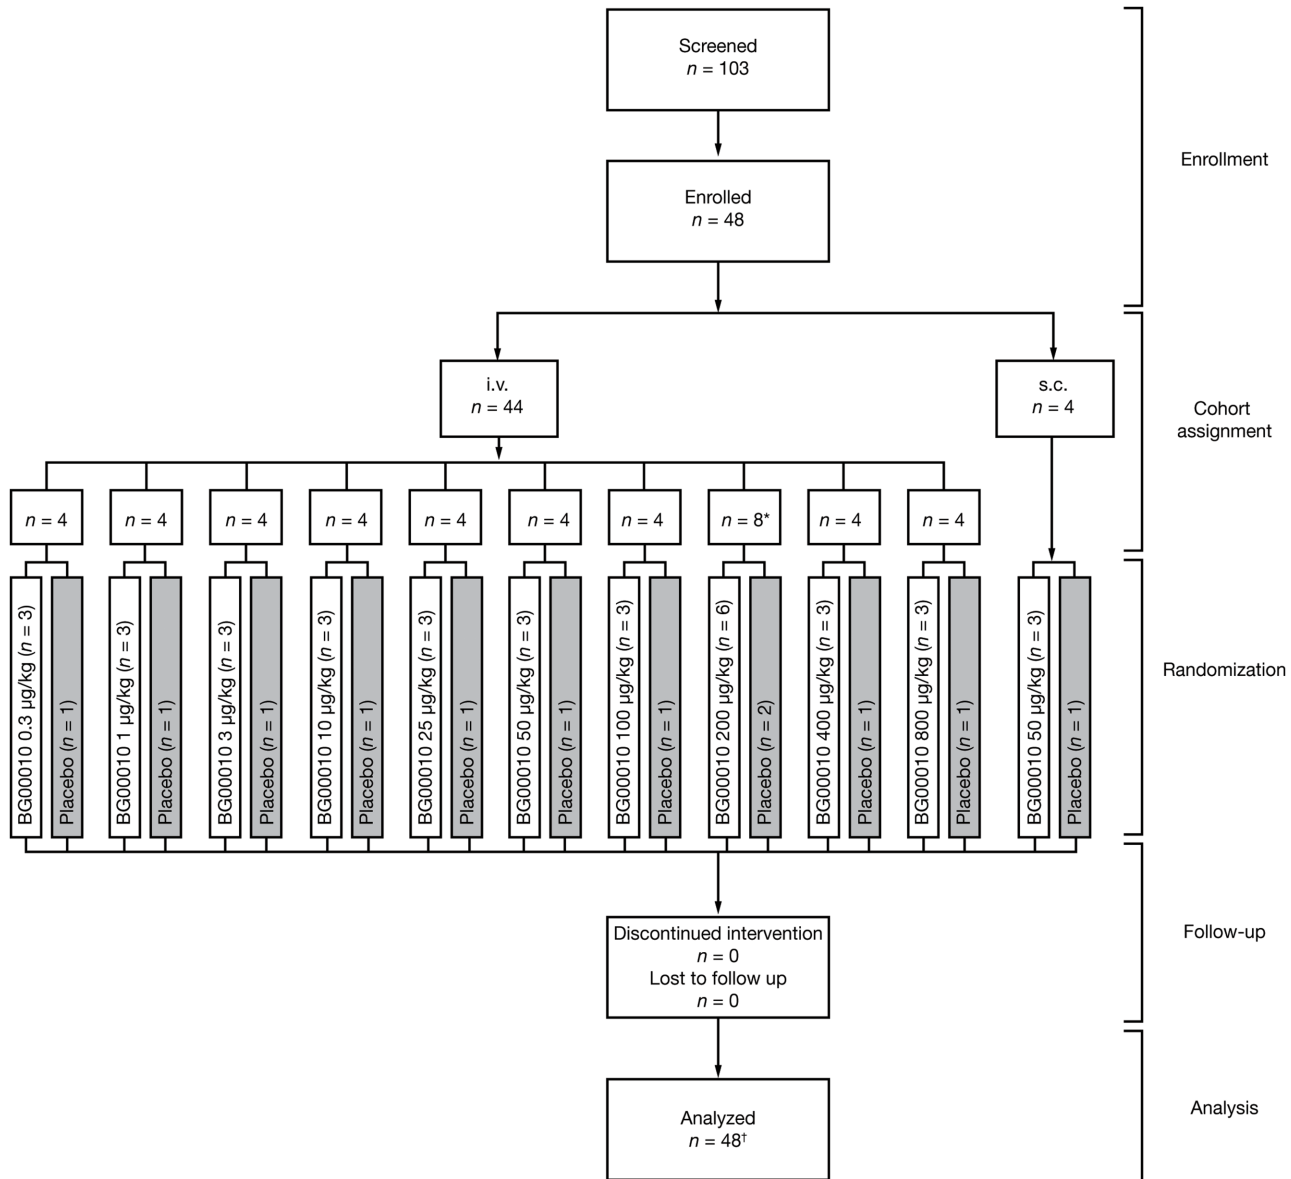 Screened
n = 103
Enrollment
Enrolled
n = 48
i.v.
n = 44
s.c.
n = 4
Cohort
assignment
n = 4
n = 4
n = 4
n = 4
n = 4
n = 4
n = 4
n = 8*
n = 4
n = 4
BG00010 0.3 µg/kg (n = 3)
Placebo (n = 1)
BG00010 1 µg/kg (n = 3)
Placebo (n = 1)
BG00010 3 µg/kg (n = 3)
Placebo (n = 1)
BG00010 10 µg/kg (n = 3)
Placebo (n = 1)
BG00010 25 µg/kg (n = 3)
Placebo (n = 1)
BG00010 50 µg/kg (n = 3)
Placebo (n = 1)
BG00010 100 µg/kg (n = 3)
Placebo (n = 1)
BG00010 200 µg/kg (n = 6)
Placebo (n = 2)
BG00010 400 µg/kg (n = 3)
Placebo (n = 1)
BG00010 800 µg/kg (n = 3)
Placebo (n = 1)
BG00010 50 µg/kg (n = 3)
Placebo (n = 1)
Randomization
Discontinued intervention
n = 0
Lost to follow up
n = 0
Follow-up
Analyzed
n = 48†
Analysis